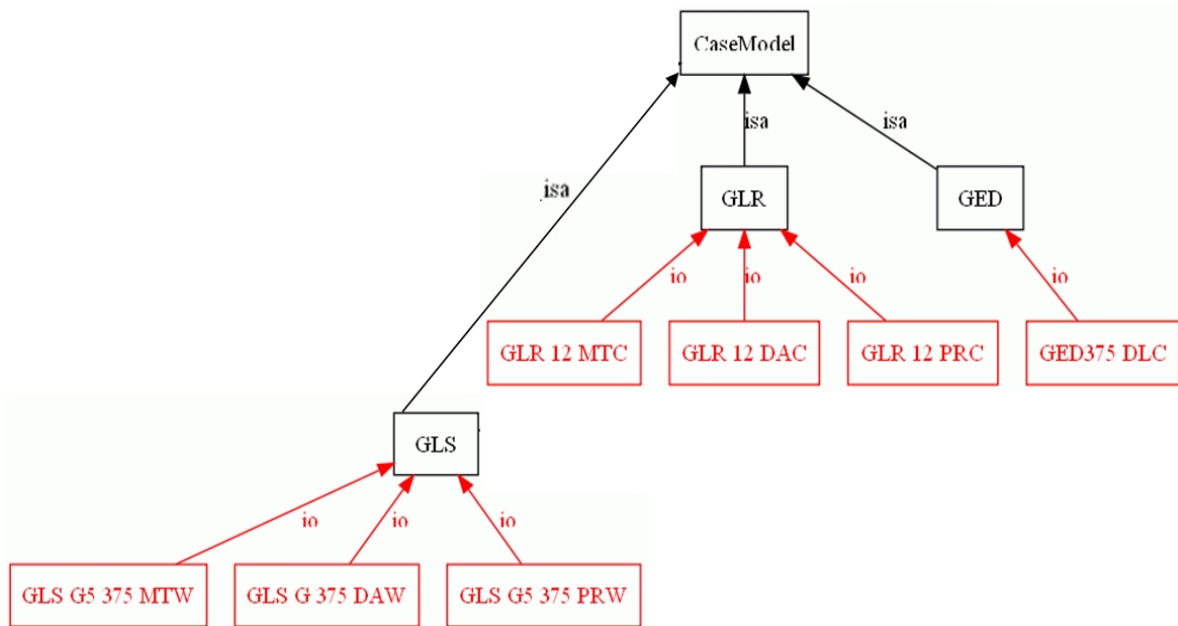 CaseModel
isa
isa
isa
GLR
GED
io
io
io
io
GLR 12 MTC
GLR 12 DAC
GLR 12 PRC
GED375 DLC
GLS
io
io
io
GLS G5 375 MTW
GLS G 375 DAW
GLS G5 375 PRW